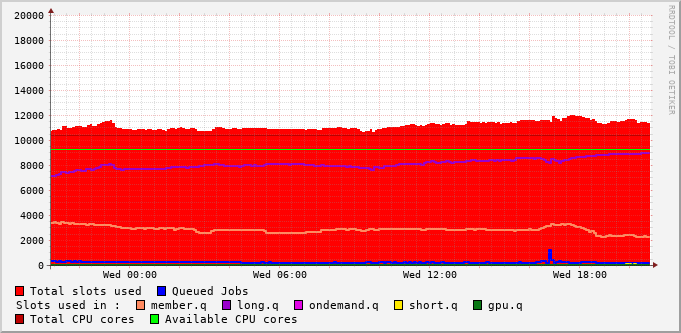 20000
18000
16000
14000
12000
10000
8000
6000
4000
2000
0
Wed 00:00 Wed 06:00 Wed 12:00 Wed 18:00
RRDTOOL / TOBI OETIKER
Total slots used Queued Jobs
Slots used in : member.q long.q ondemand.q short.q gpu.q
Total CPU cores Available CPU cores